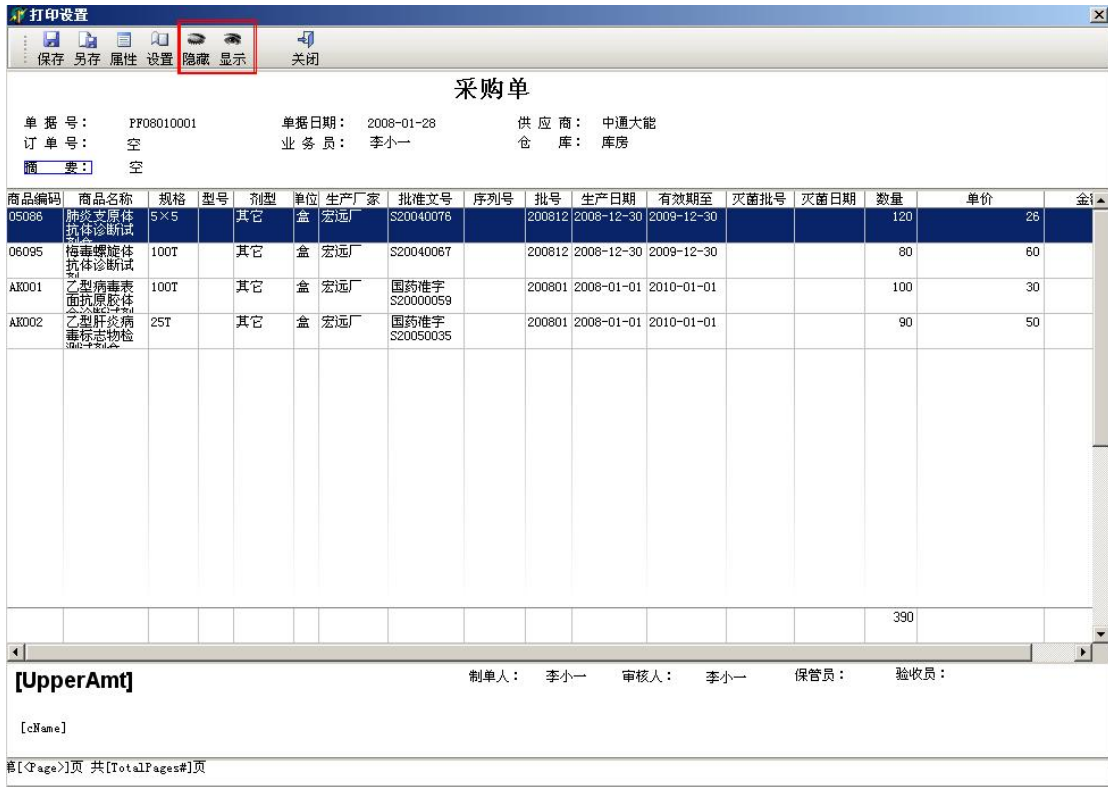 打印设置
保存 另存 属性 设置 隐藏 显示 关闭
采购单
单 据 号： PF08010001 单据日期： 2008-01-28 供 应 商： 中通大能
订 单 号： 空 业 务 员： 李小一 仓 库： 库房
摘 要： 空
商品编码 商品名称 规格 型号 剂型 单位 生产厂家 批准文号 序列号 批号 生产日期 有效期至 灭菌批号 灭菌日期 数量 单价
05086 肺炎支原体 5×5 其它 盒 宏远厂 S20040076 200812 2008-12-30 2009-12-30 120 26
抗体诊断试
06095 梅毒螺旋体 100T 其它 盒 宏远厂 S20040067 200812 2008-12-30 2009-12-30 80 60
抗体诊断试
AK001 乙型病毒表 100T 其它 盒 宏远厂 国药准字 200801 2008-01-01 2010-01-01 100 30
面抗原胶体 S20000059
AK002 乙型肝炎病 25T 其它 盒 宏远厂 国药准字 200801 2008-01-01 2010-01-01 90 50
毒标志物检 S20050035
390
[UpperAmt] 制单人： 李小一 审核人： 李小一 保管员： 验收员：
[cName]
第[<Page>]页 共[TotalPages#]页